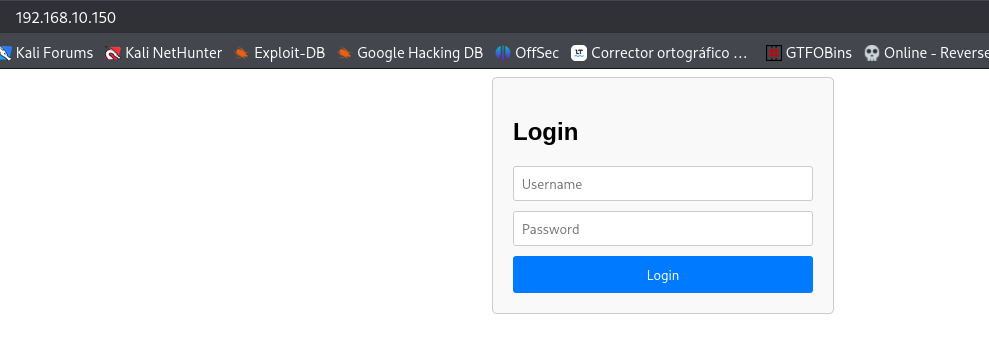 192.168.10.150
Kali Forums Kali NetHunter Exploit-DB Google Hacking DB OffSec LT Corrector ortográfico ... GTFOBins Online - Reverse
Login
Username
Password
Login